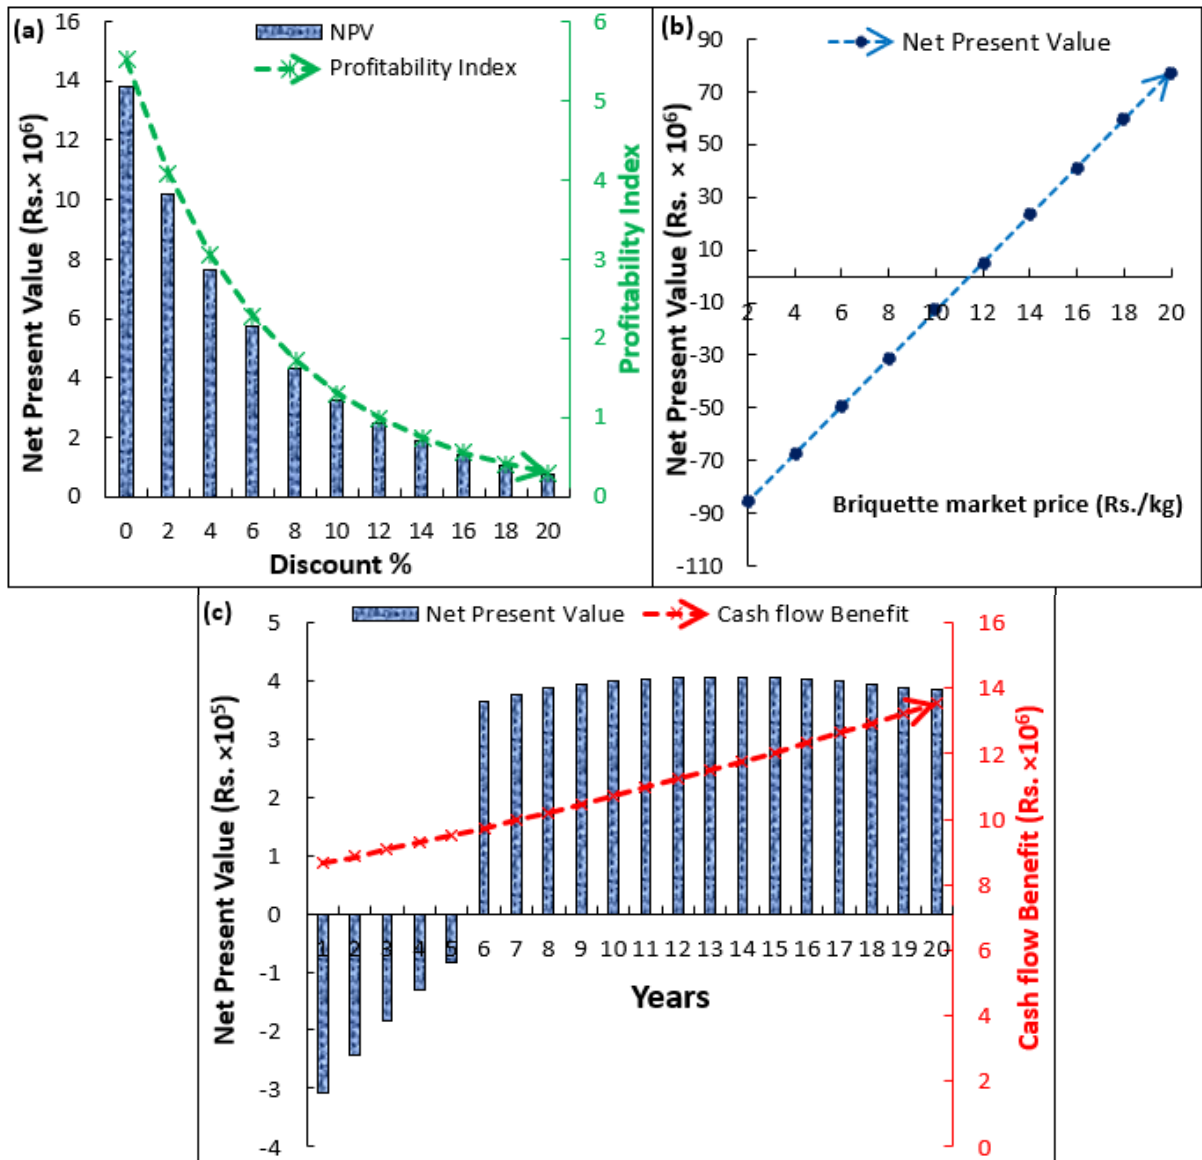 (a)
NPV
Profitability Index
Net Present Value (Rs.× 10⁶)
16
14
12
10
8
6
4
2
0
6
5
4
3
2
1
0
Profitability Index
0 2 4 6 8 10 12 14 16 18 20
Discount %
(b)
Net Present Value
Net Present Value (Rs. × 10⁶)
90
70
50
30
10
-10
-30
-50
-70
-90
-110
2 4 6 8 10 12 14 16 18 20
Briquette market price (Rs./kg)
(c)
Net Present Value
Cash flow Benefit
Net Present Value (Rs. ×10⁵)
5
4
3
2
1
0
-1
-2
-3
-4
1 2 3 4 5 6 7 8 9 10 11 12 13 14 15 16 17 18 19 20
Years
16
14
12
10
8
6
4
2
0
Cash flow Benefit (Rs. ×10⁶)